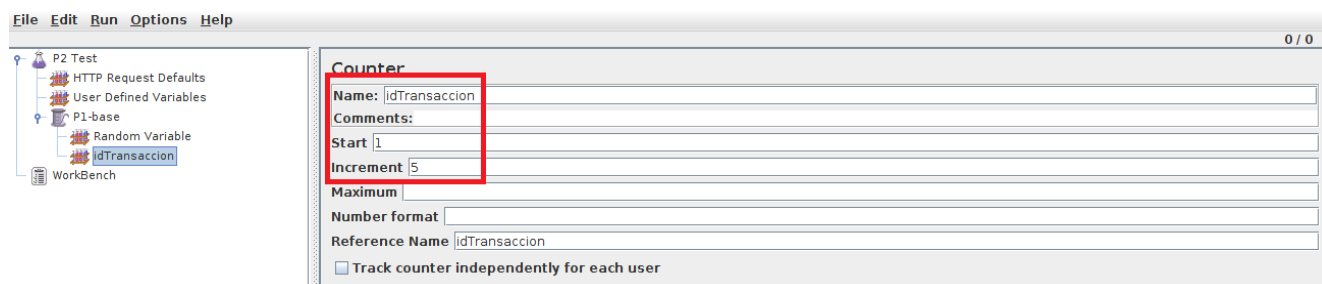 File Edit Run Options Help
0 / 0
P2 Test
HTTP Request Defaults
User Defined Variables
P1-base
Random Variable
idTransaccion
WorkBench
Counter
Name: idTransaccion
Comments:
Start 1
Increment 5
Maximum
Number format
Reference Name idTransaccion
Track counter independently for each user